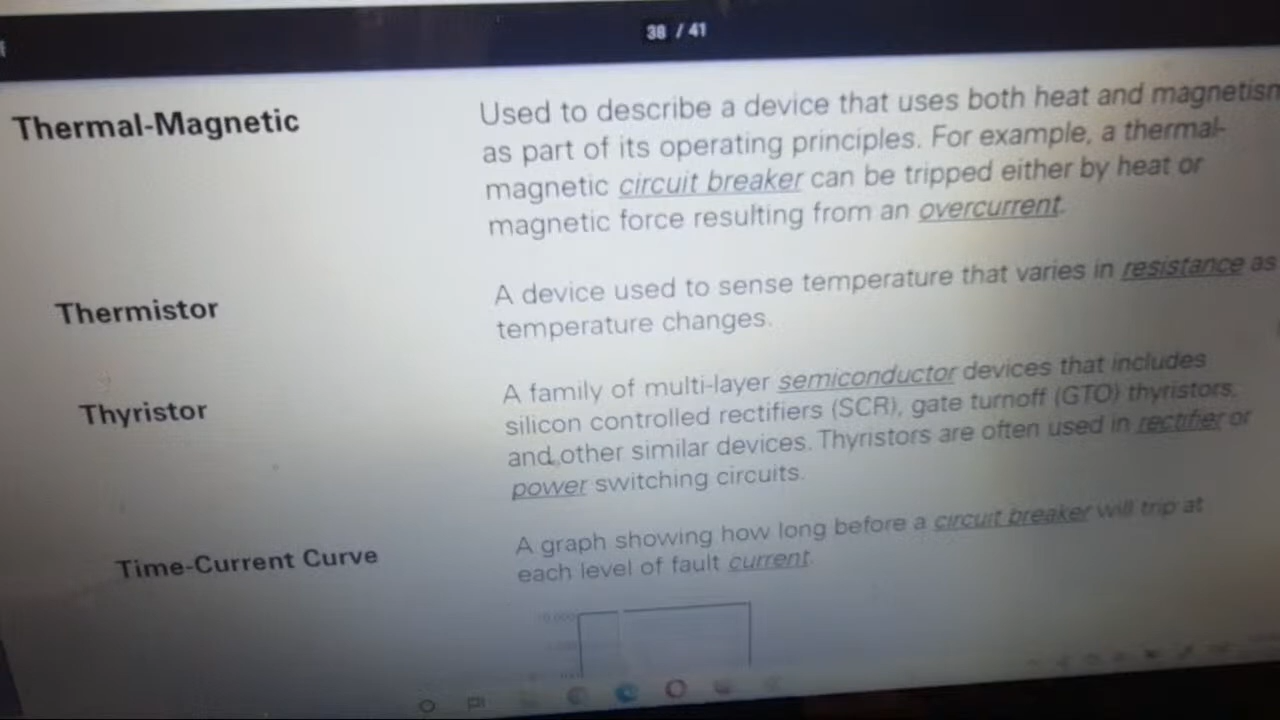 38 / 41
Thermal-Magnetic
Used to describe a device that uses both heat and magnetism
as part of its operating principles. For example, a thermal-
magnetic circuit breaker can be tripped either by heat or
magnetic force resulting from an overcurrent.
Thermistor
A device used to sense temperature that varies in resistance as
temperature changes.
Thyristor
A family of multi-layer semiconductor devices that includes
silicon controlled rectifiers (SCR), gate turnoff (GTO) thyristors,
and other similar devices. Thyristors are often used in rectifier or
power switching circuits.
Time-Current Curve
A graph showing how long before a circuit breaker will trip at
each level of fault current.